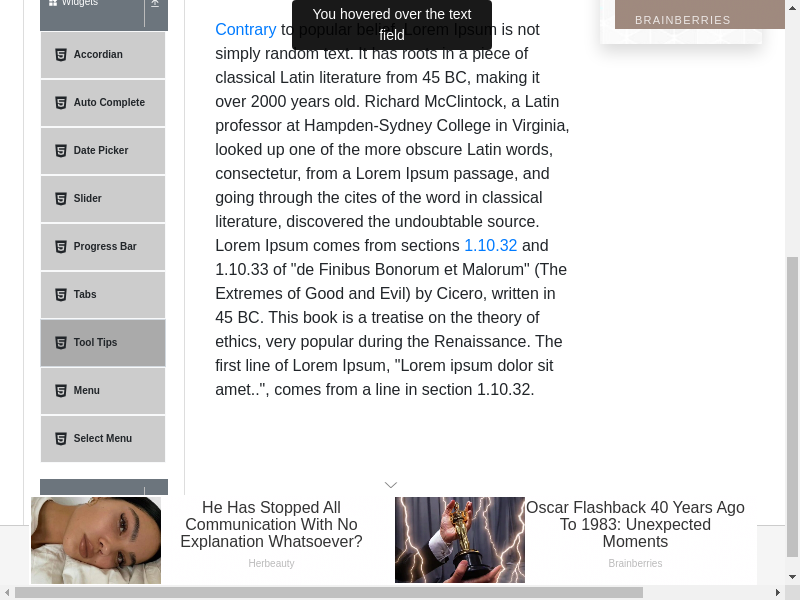 Widgets
Accordian
Auto Complete
Date Picker
Slider
Progress Bar
Tabs
Tool Tips
Menu
Select Menu
You hovered over the text
field
Contrary to popular belief, Lorem Ipsum is not
simply random text. It has roots in a piece of
classical Latin literature from 45 BC, making it
over 2000 years old. Richard McClintock, a Latin
professor at Hampden-Sydney College in Virginia,
looked up one of the more obscure Latin words,
consectetur, from a Lorem Ipsum passage, and
going through the cites of the word in classical
literature, discovered the undoubtable source.
Lorem Ipsum comes from sections 1.10.32 and
1.10.33 of "de Finibus Bonorum et Malorum" (The
Extremes of Good and Evil) by Cicero, written in
45 BC. This book is a treatise on the theory of
ethics, very popular during the Renaissance. The
first line of Lorem Ipsum, "Lorem ipsum dolor sit
amet..", comes from a line in section 1.10.32.
BRAINBERRIES
He Has Stopped All
Communication With No
Explanation Whatsoever?
Herbeauty
Oscar Flashback 40 Years Ago
To 1983: Unexpected
Moments
Brainberries